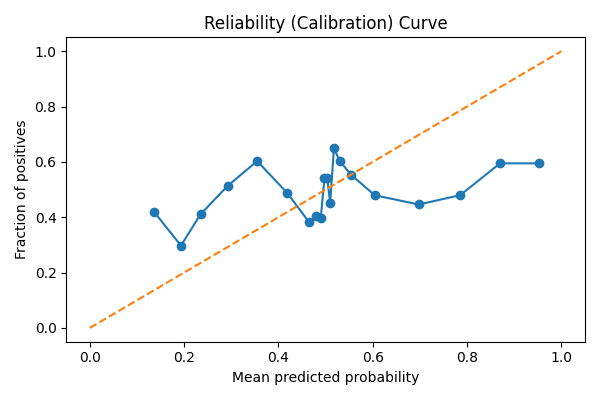 Reliability (Calibration) Curve
Fraction of positives
1.0
0.8
0.6
0.4
0.2
0.0
0.0 0.2 0.4 0.6 0.8 1.0
Mean predicted probability